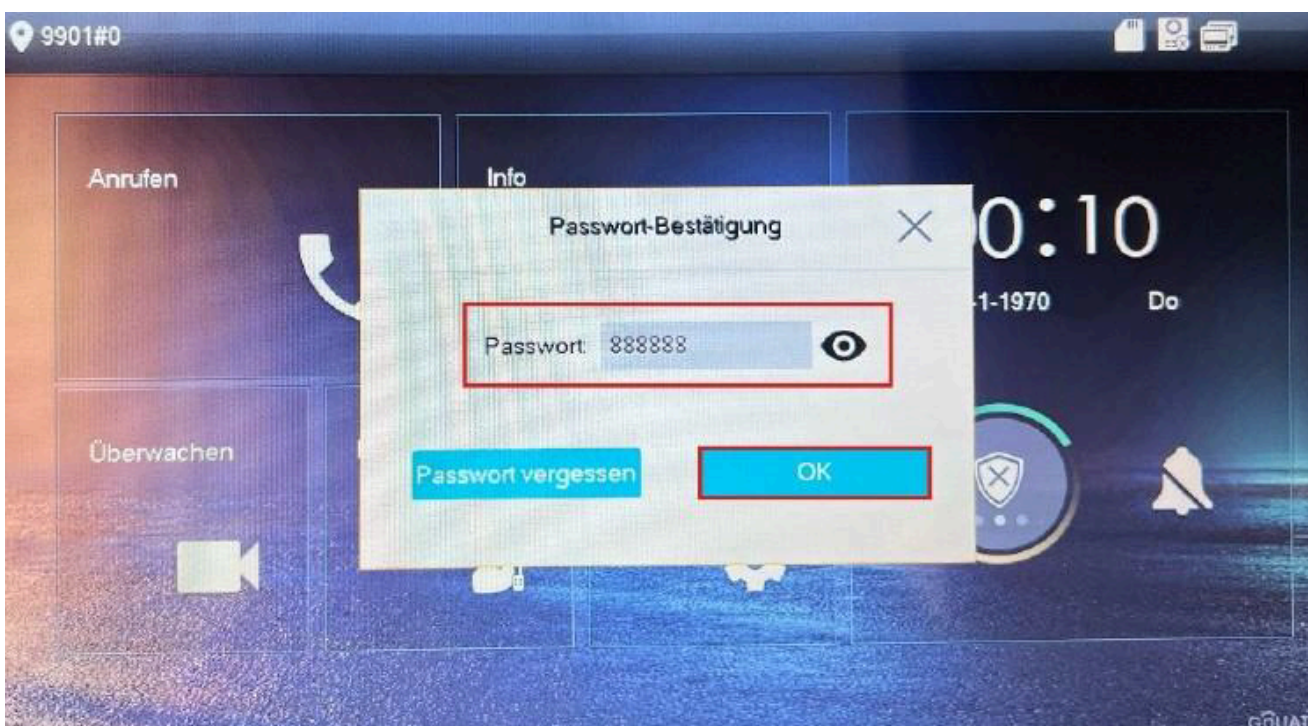 9901#0
Anrufen
Info
Passwort-Bestätigung
0:10
-1-1970 Do
Passwort: 888888
Überwachen
Passwort vergessen
OK